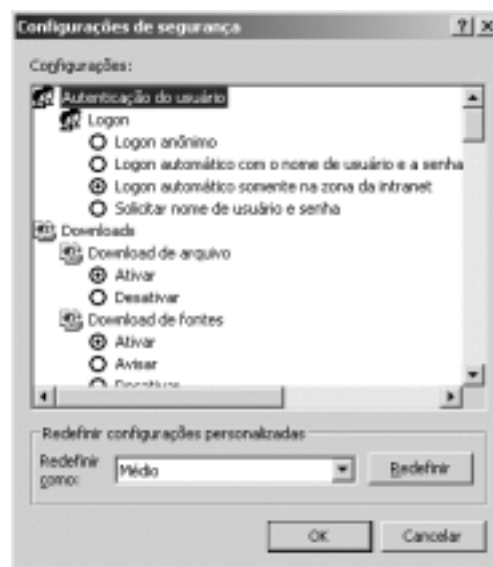 Configurações de segurança
Configurações:
Autenticação do usuário
Logon
Logon anônimo
Logon automático com o nome de usuário e a senha
Logon automático somente na zona da intranet
Solicitar nome de usuário e senha
Downloads
Download de arquivo
Ativar
Desativar
Download de fontes
Ativar
Avisar
Desativar
Redefinir configurações personalizadas
Redefinir como:
Médio
Redefinir
OK
Cancelar